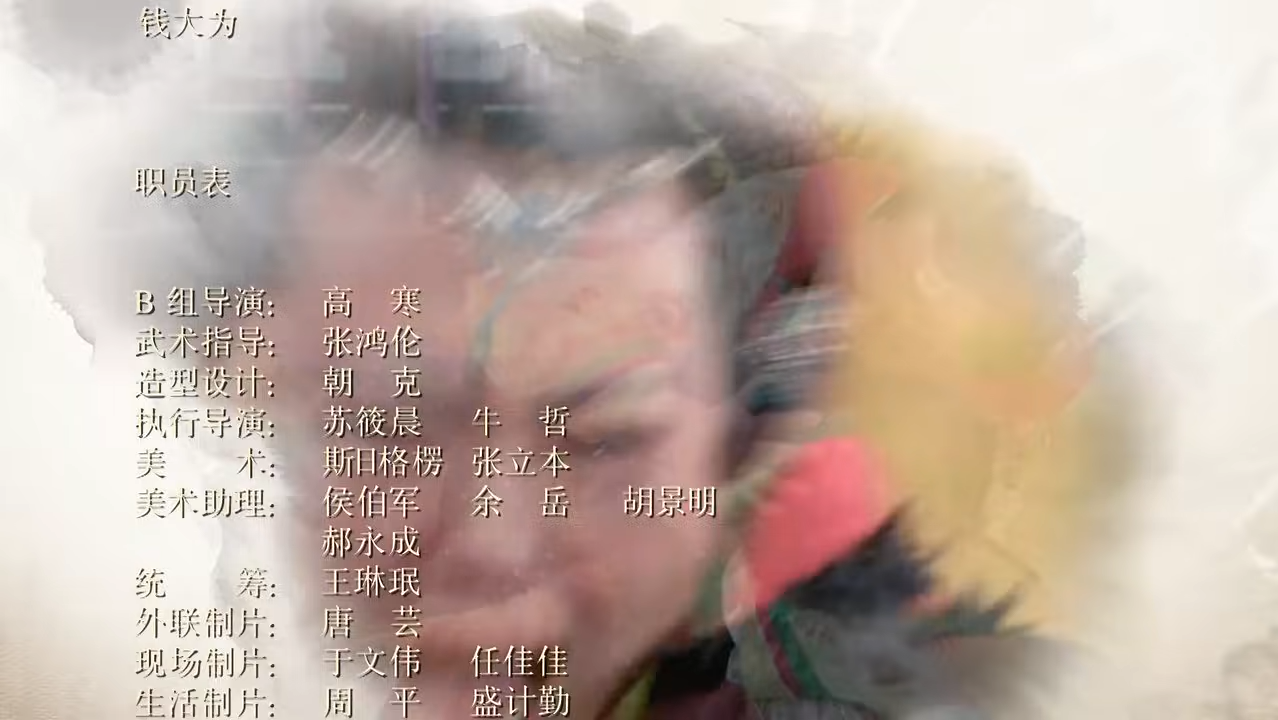 钱大为
职员表
B 组导演: 高 寒
武术指导: 张鸿伦
造型设计: 朝 克
执行导演: 苏筱晨 牛 哲
美 术: 斯日格楞 张立本
美术助理: 侯伯军 余 岳 胡景明
郝永成
统 筹: 王琳珉
外联制片: 唐 芸
现场制片: 于文伟 任佳佳
生活制片: 周 平 盛计勤